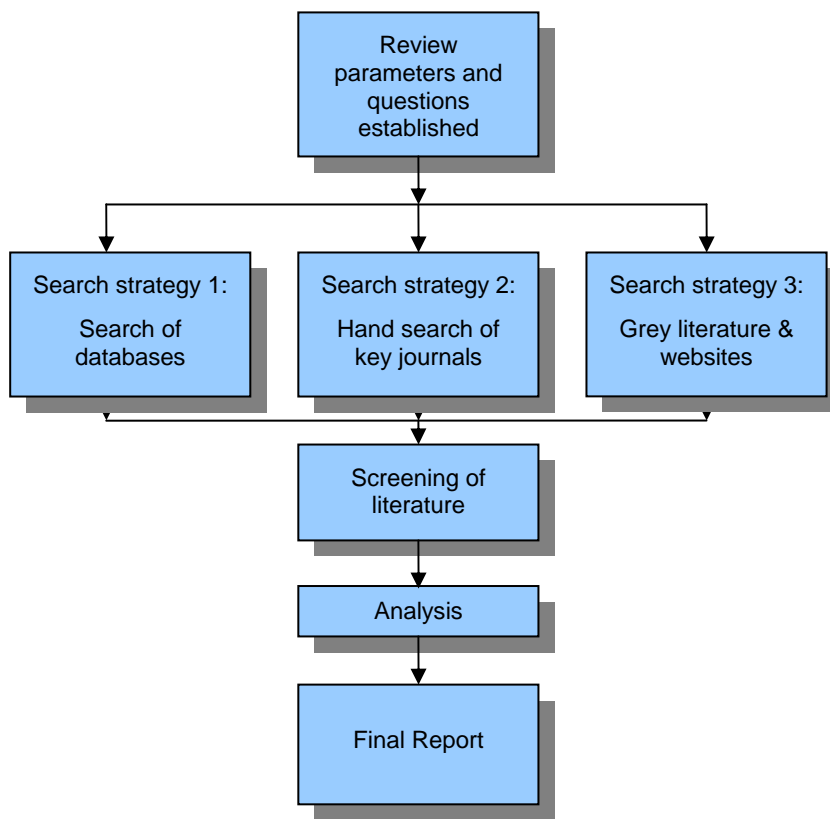 Review
parameters and
questions
established
Search strategy 1:
Search of
databases
Search strategy 2:
Hand search of
key journals
Search strategy 3:
Grey literature &
websites
Screening of
literature
Analysis
Final Report